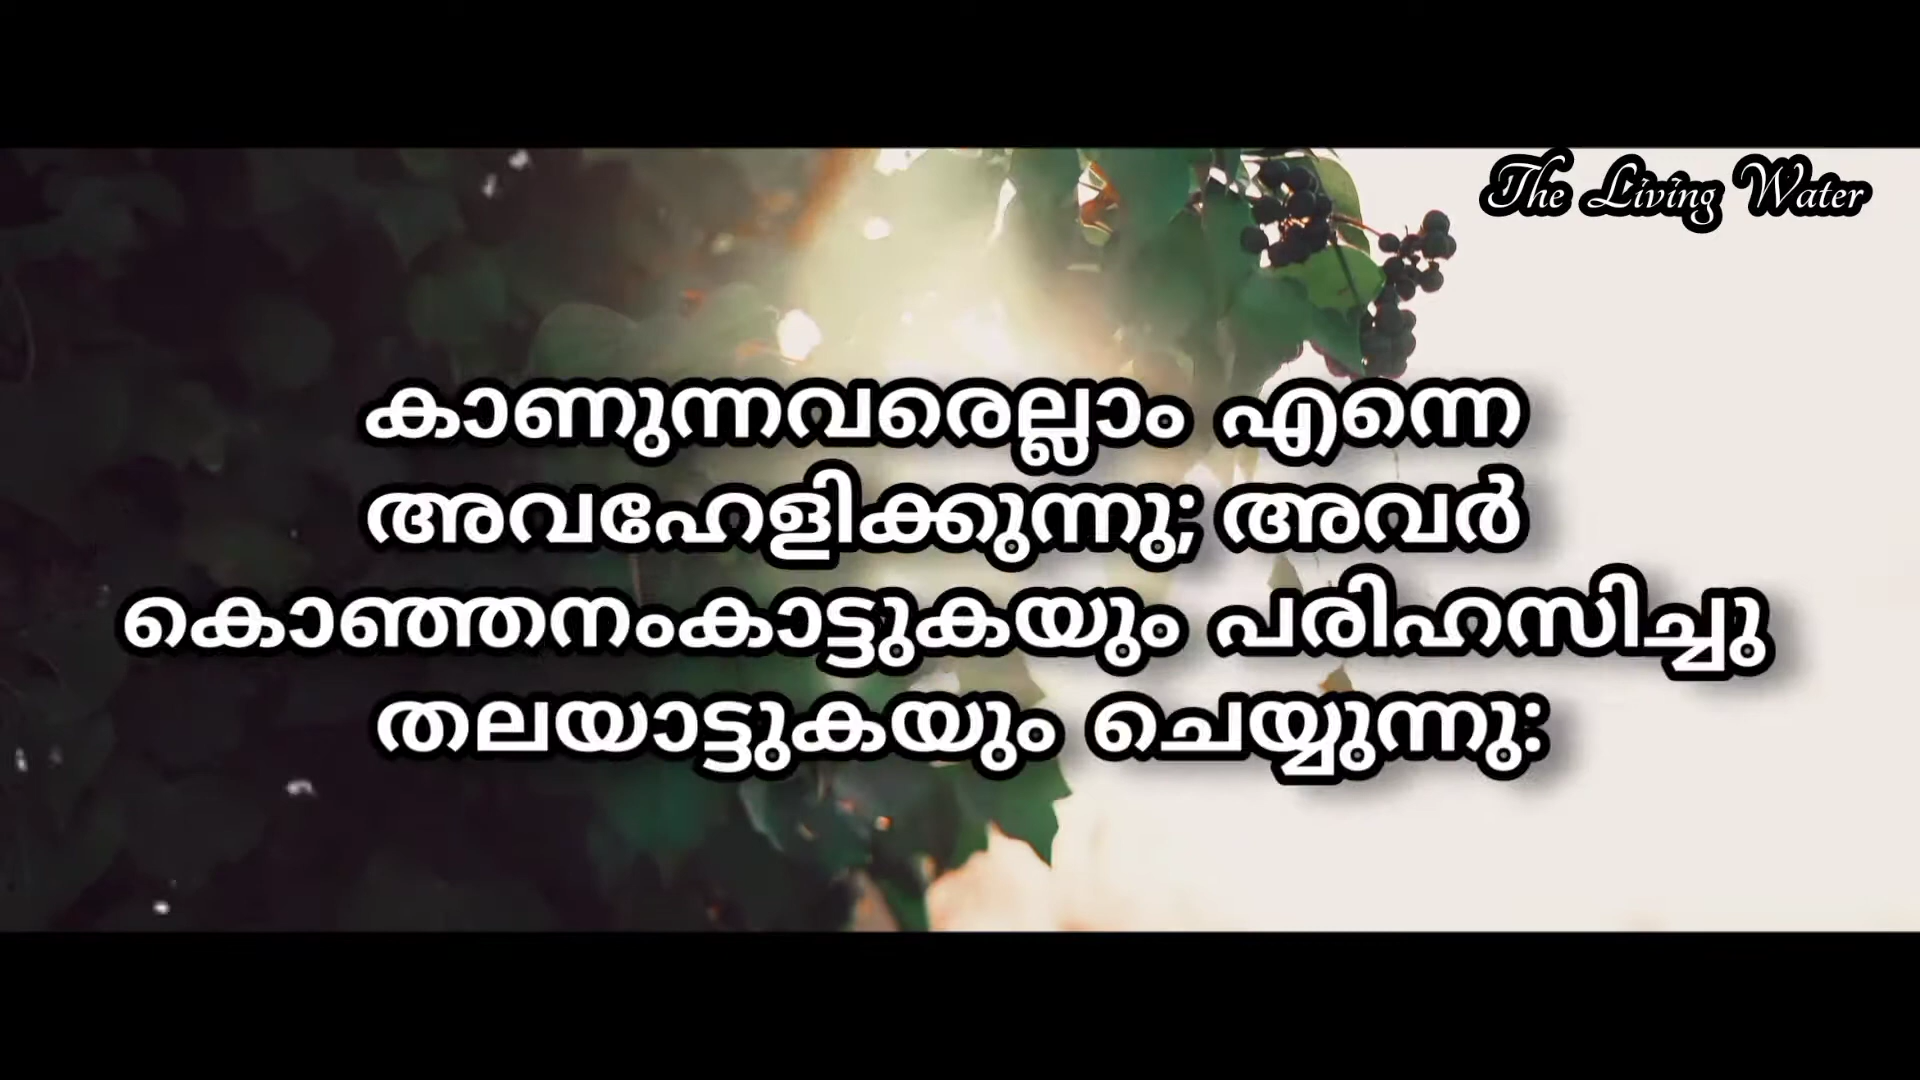 The Living Water
കാണുന്നവരെല്ലാം എന്നെ
അവഹേളിക്കുന്നു; അവർ
കൊഞ്ഞനംകാട്ടുകയും പരിഹസിച്ചു
തലയാട്ടുകയും ചെയ്യുന്നു: